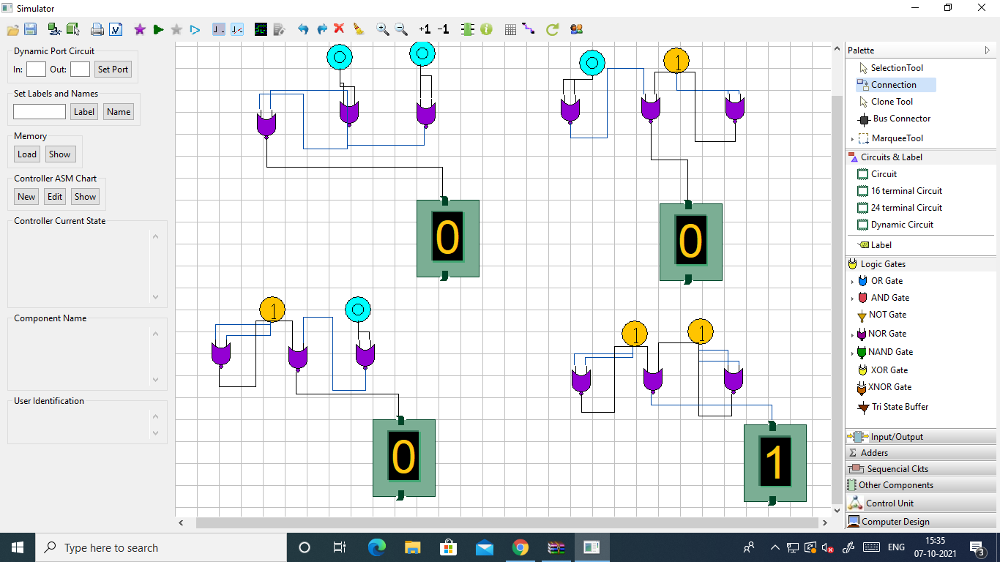 Simulator
+1 -1
Dynamic Port Circuit
In: Out: Set Port
Set Labels and Names
Label Name
Memory
Load Show
Controller ASM Chart
New Edit Show
Controller Current State
Component Name
User Identification
1
0
0
1
0
1
1
1
Palette
SelectionTool
Connection
Clone Tool
Bus Connector
MarqueeTool
Circuits & Label
Circuit
16 terminal Circuit
24 terminal Circuit
Dynamic Circuit
Label
Logic Gates
OR Gate
AND Gate
NOT Gate
NOR Gate
NAND Gate
XOR Gate
XNOR Gate
Tri State Buffer
Input/Output
Adders
Sequencial Ckts
Other Components
Control Unit
Computer Design
Type here to search
ENG
15:35
07-10-2021
3